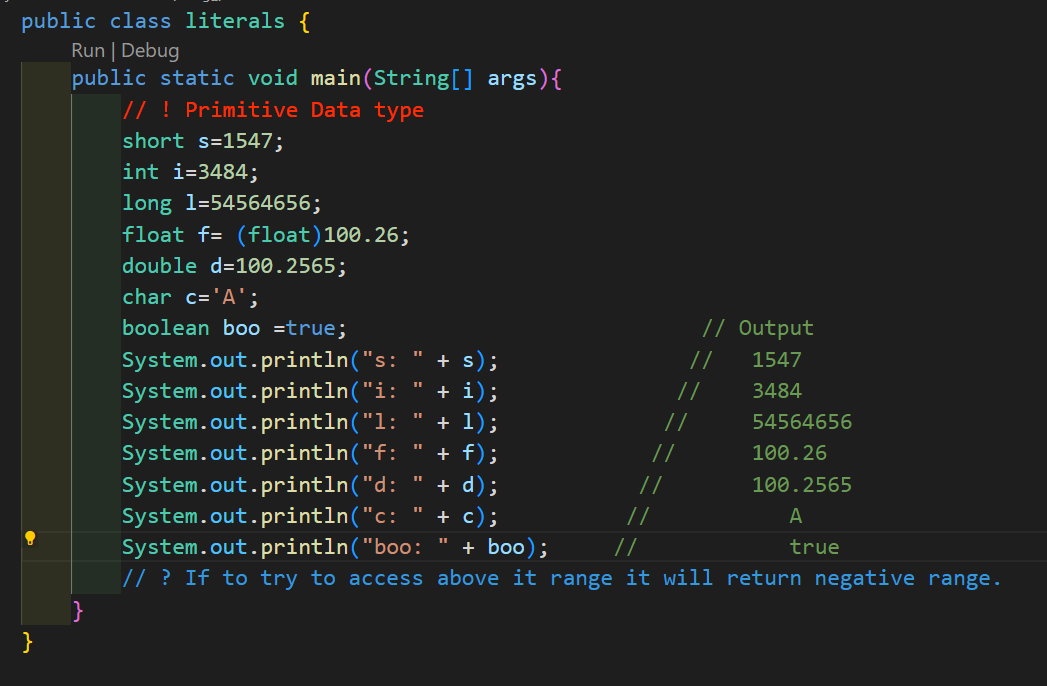 public class literals {
Run | Debug
public static void main(String[] args){
// ! Primitive Data type
short s=1547;
int i=3484;
long l=54564656;
float f= (float)100.26;
double d=100.2565;
char c='A';
boolean boo =true; // Output
System.out.println("s: " + s); // 1547
System.out.println("i: " + i); // 3484
System.out.println("l: " + l); // 54564656
System.out.println("f: " + f); // 100.26
System.out.println("d: " + d); // 100.2565
System.out.println("c: " + c); // A
System.out.println("boo: " + boo); // true
// ? If to try to access above it range it will return negative range.
}
}